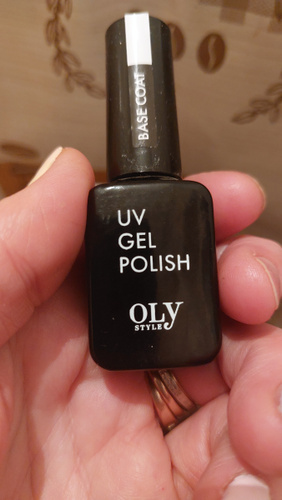 BASE COAT
UV
GEL
POLISH
OLY
STYLE